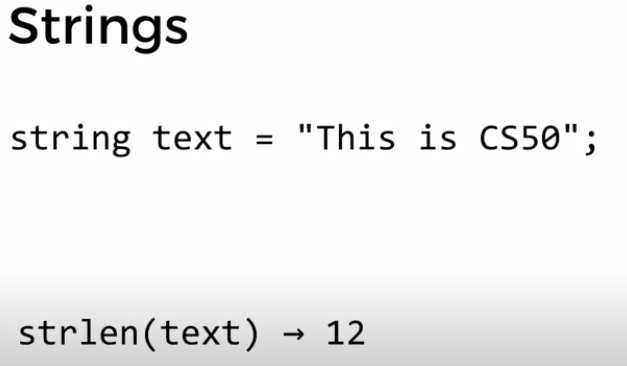 Strings
string text = "This is CS50";
strlen(text) → 12